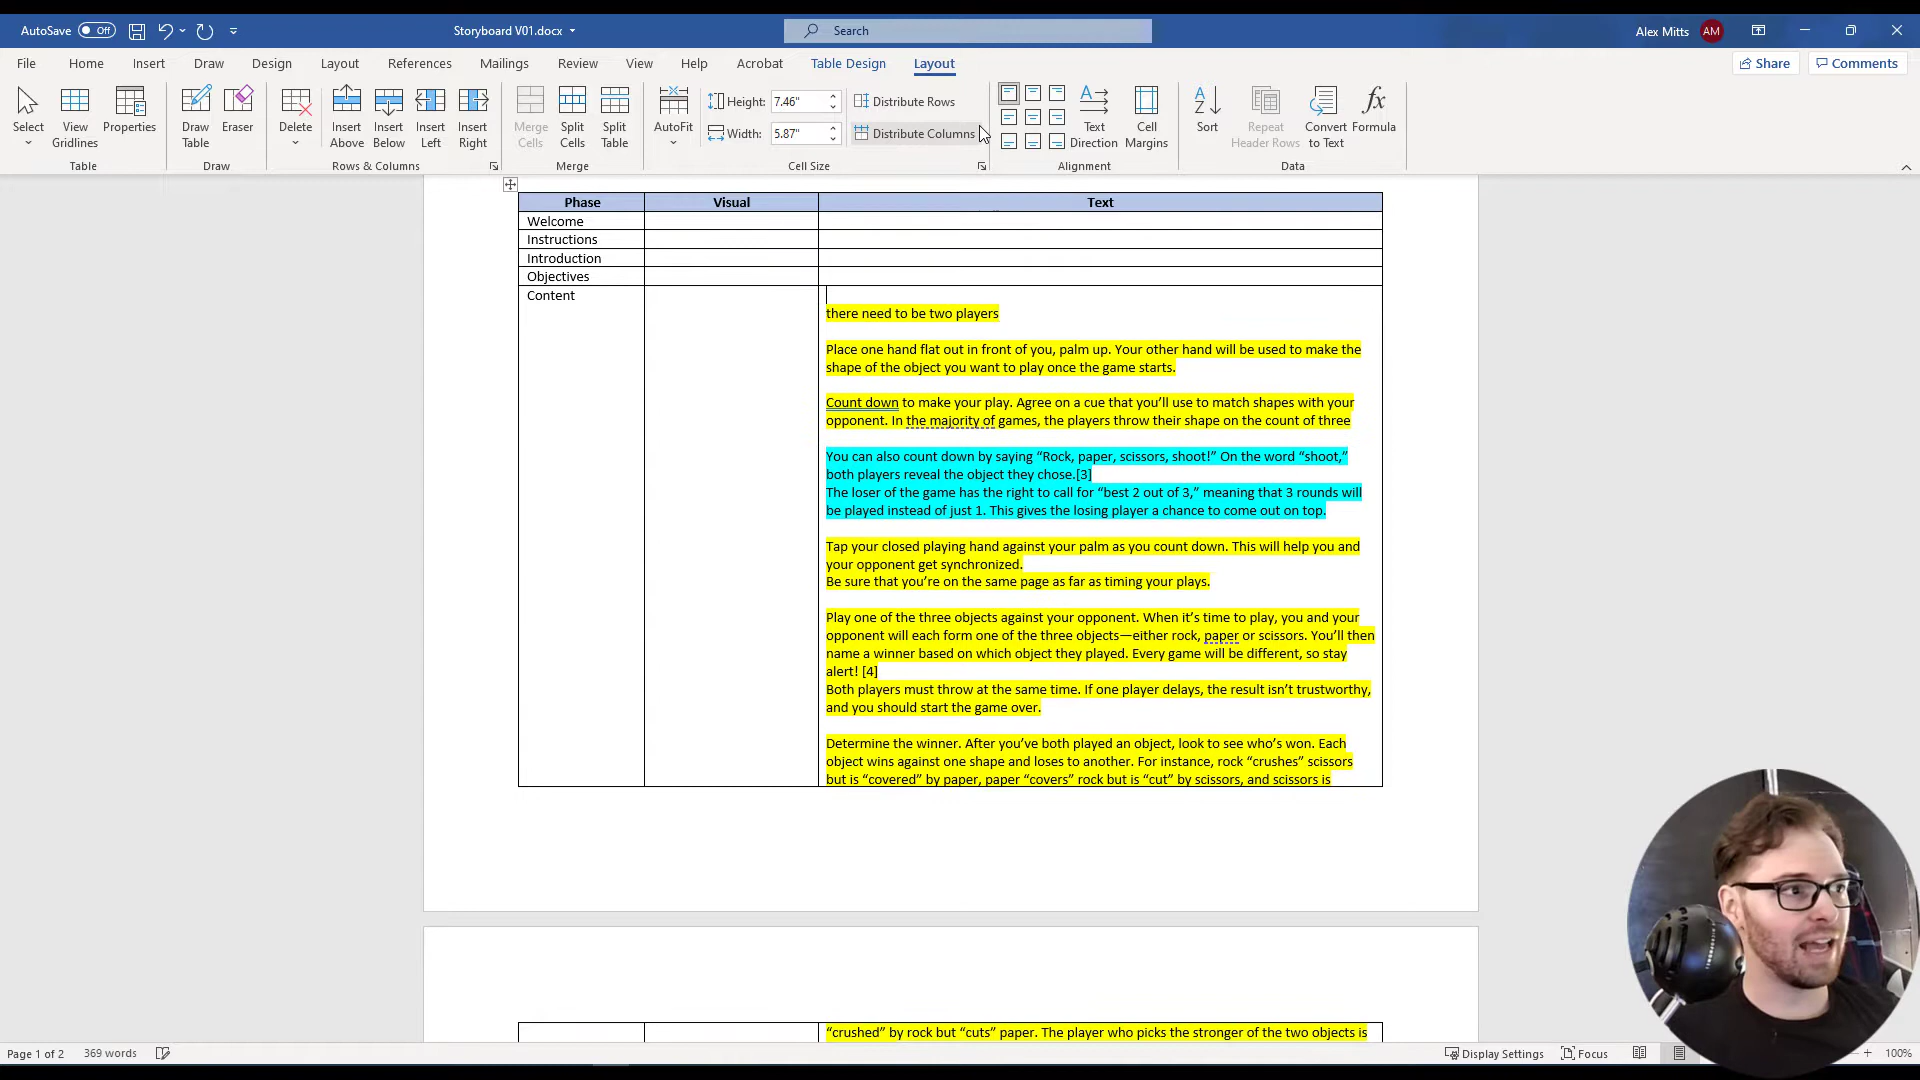 AutoSave Off Storyboard V01.docx Search Alex Mitts AM
File Home Insert Draw Design Layout References Mailings Review View Help Acrobat Table Design Layout Share Comments
Select View Gridlines Properties Draw Table Eraser Delete Insert Above Insert Below Insert Left Insert Right Merge Cells Split Cells Split Table AutoFit Height: 7.46" Width: 5.87" Distribute Rows Distribute Columns Text Direction Cell Margins Sort Repeat Header Rows Convert to Text Formula
Table Draw Rows & Columns Merge Cell Size Alignment Data
Phase Visual Text
Welcome
Instructions
Introduction
Objectives
Content
there need to be two players
Place one hand flat out in front of you, palm up. Your other hand will be used to make the
shape of the object you want to play once the game starts.
Count down to make your play. Agree on a cue that you’ll use to match shapes with your
opponent. In the majority of games, the players throw their shape on the count of three
You can also count down by saying “Rock, paper, scissors, shoot!” On the word “shoot,”
both players reveal the object they chose.[3]
The loser of the game has the right to call for “best 2 out of 3,” meaning that 3 rounds will
be played instead of just 1. This gives the losing player a chance to come out on top.
Tap your closed playing hand against your palm as you count down. This will help you and
your opponent get synchronized.
Be sure that you’re on the same page as far as timing your plays.
Play one of the three objects against your opponent. When it’s time to play, you and your
opponent will each form one of the three objects—either rock, paper or scissors. You’ll then
name a winner based on which object they played. Every game will be different, so stay
alert! [4]
Both players must throw at the same time. If one player delays, the result isn’t trustworthy,
and you should start the game over.
Determine the winner. After you’ve both played an object, look to see who’s won. Each
object wins against one shape and loses to another. For instance, rock “crushes” scissors
but is “covered” by paper, paper “covers” rock but is “cut” by scissors, and scissors is
“crushed” by rock but “cuts” paper. The player who picks the stronger of the two objects is
Page 1 of 2 369 words Display Settings Focus 100%